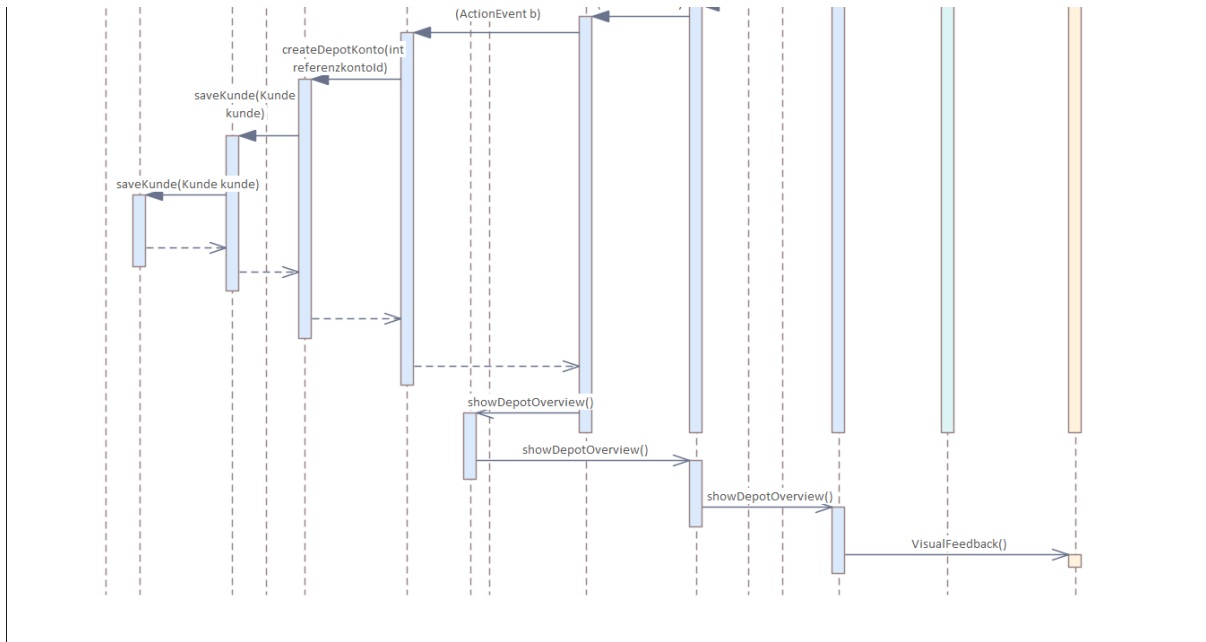 (ActionEvent b)
createDepotKonto(int
referenzkontoId)
saveKunde(Kunde
kunde)
saveKunde(Kunde kunde)
showDepotOverview()
showDepotOverview()
showDepotOverview()
VisualFeedback()